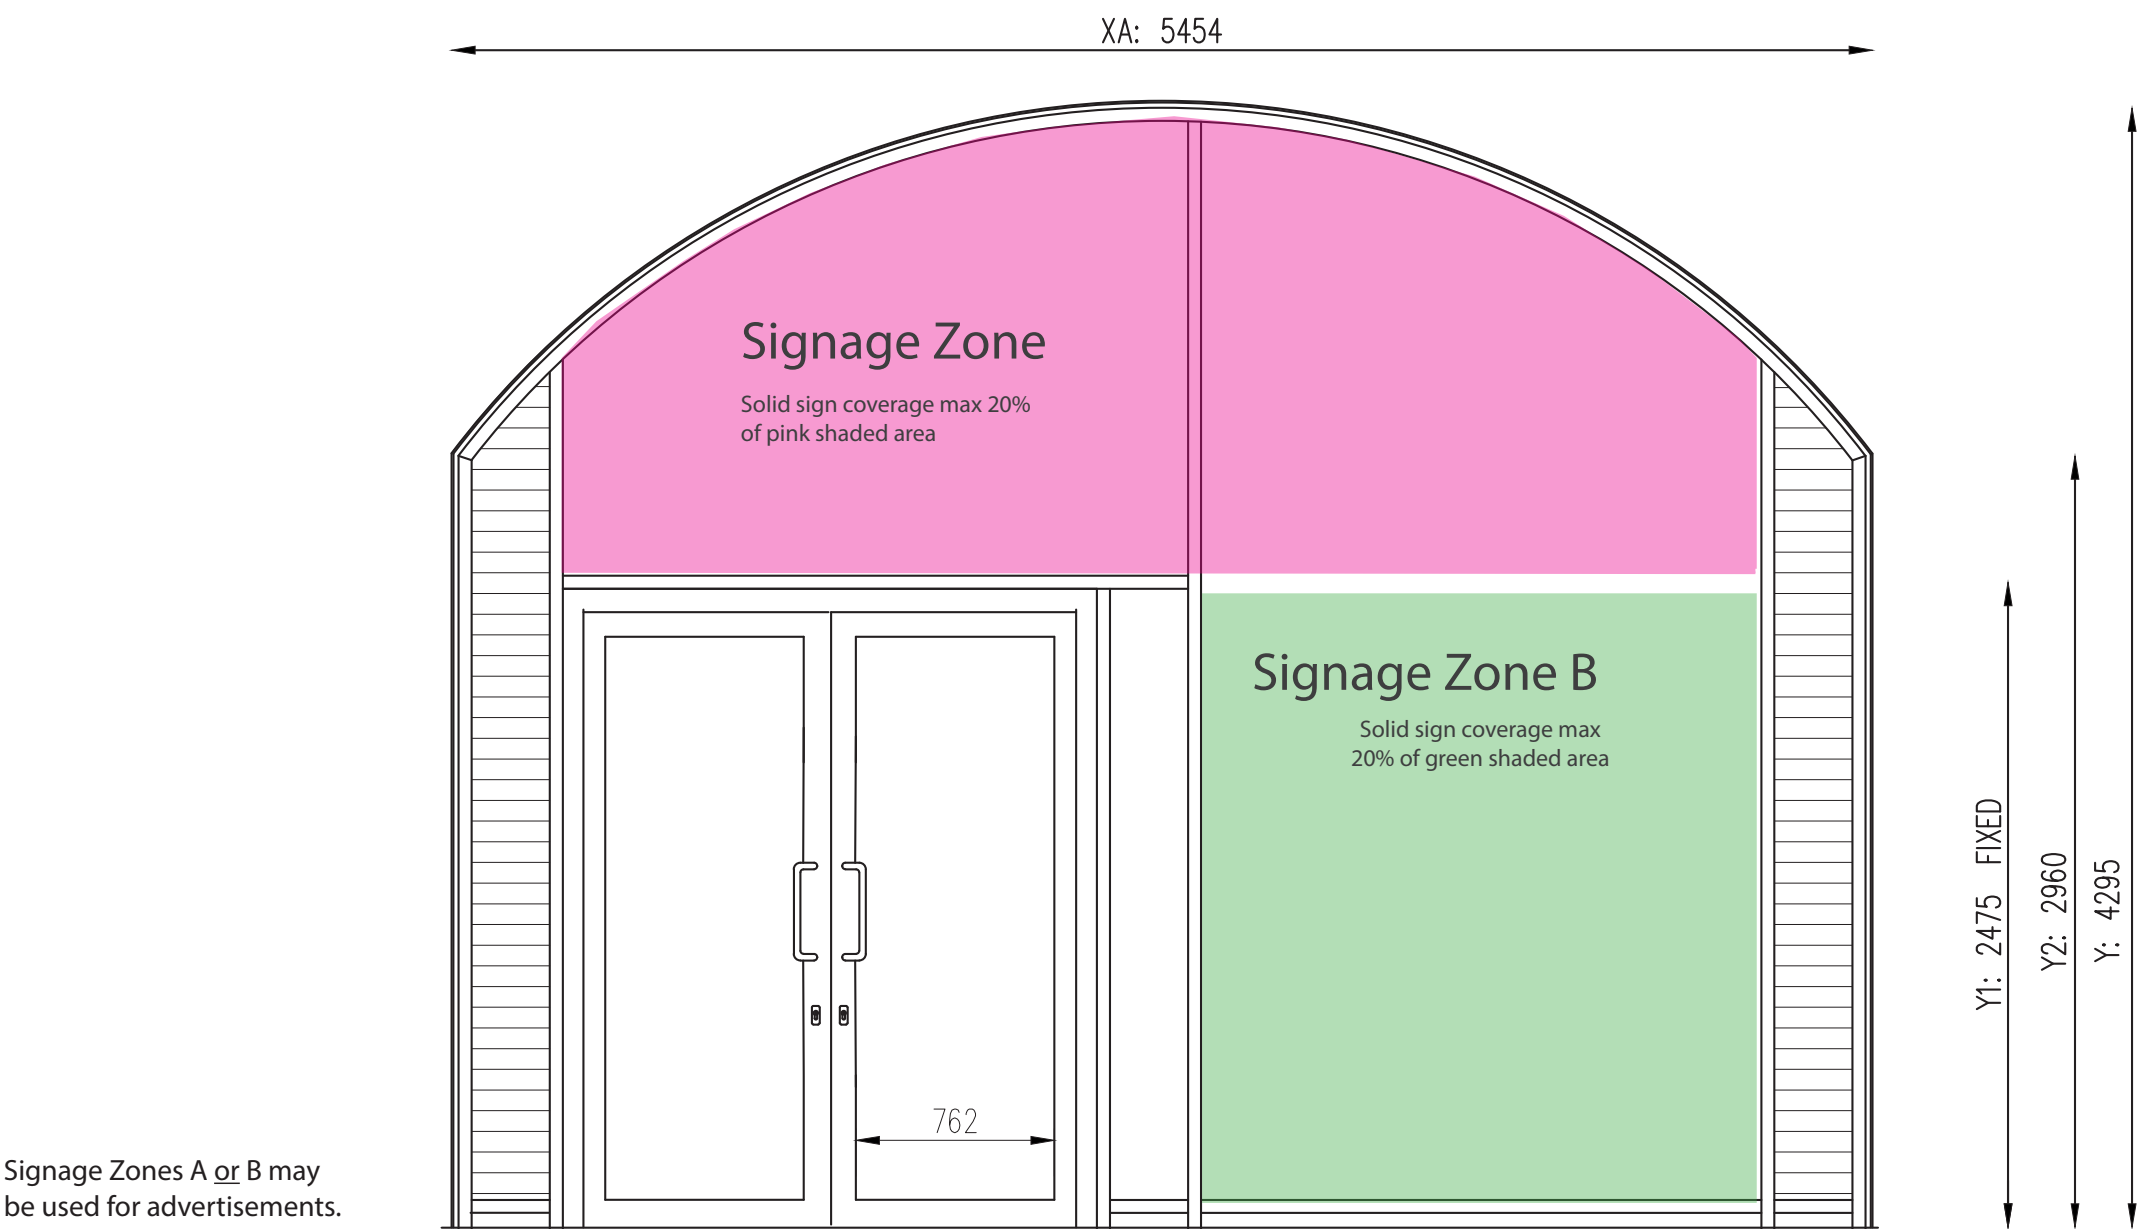 XA: 5454
Signage Zone
Solid sign coverage max 20%
of pink shaded area
Signage Zone B
Solid sign coverage max
20% of green shaded area
762
Y1: 2475 FIXED
Y2: 2960
Y: 4295
Signage Zones A or B may
be used for advertisements.